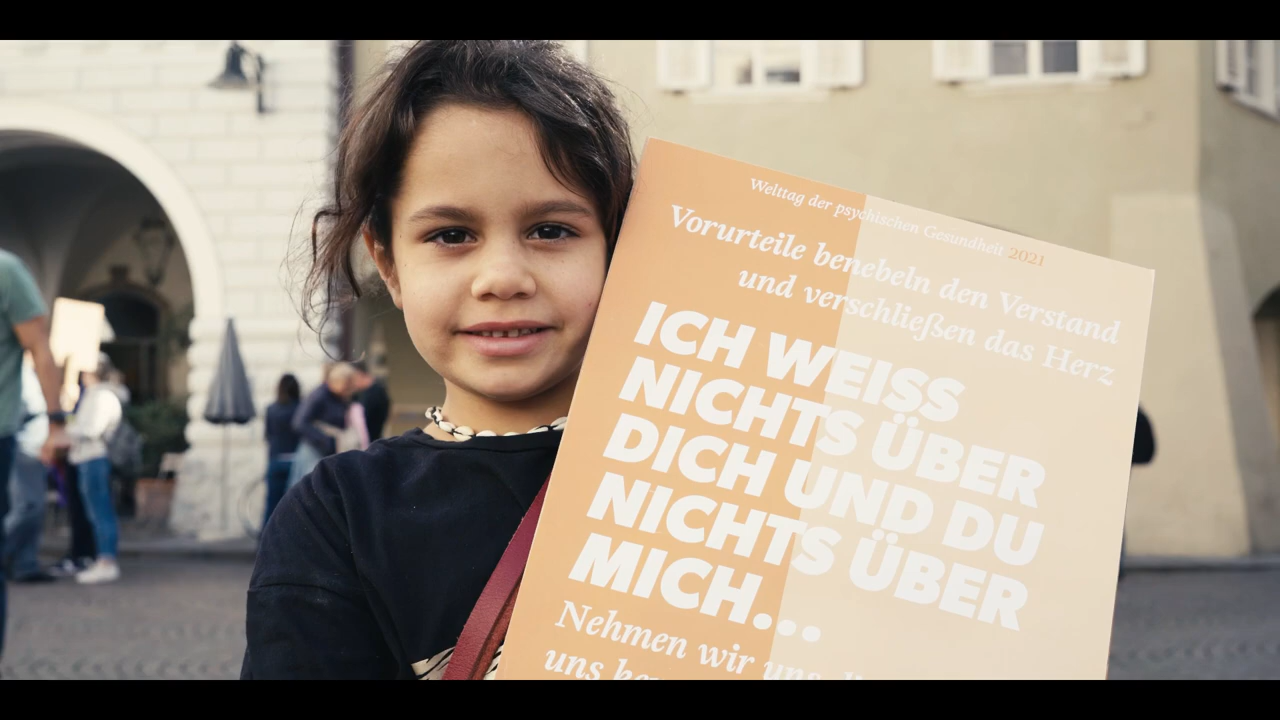 Welttag der psychischen Gesundheit 2021
Vorurteile benebeln den Verstand
und verschließen das Herz
ICH WEISS
NICHTS ÜBER
DICH UND DU
NICHTS ÜBER
MICH...
Nehmen wir uns
uns